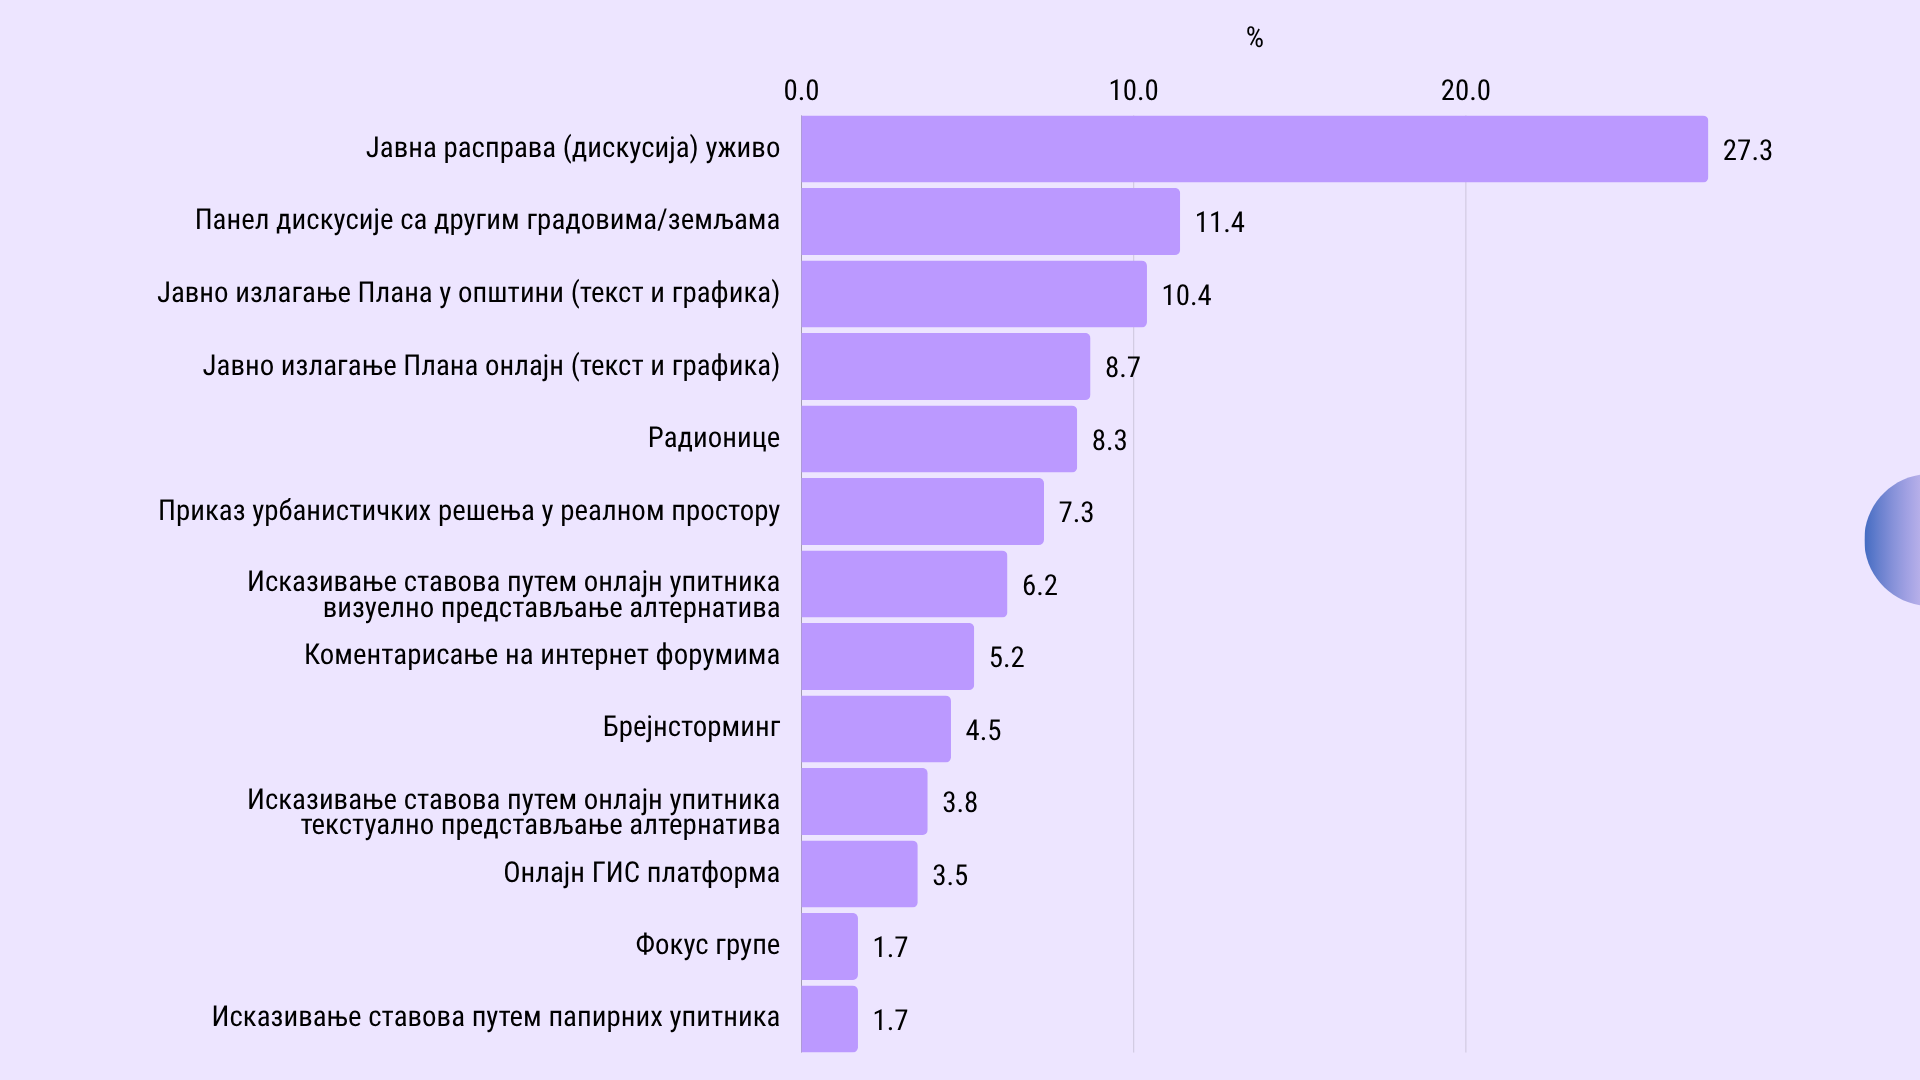 %
0.0 10.0 20.0
Јавна расправа (дискусија) уживо 27.3
Панел дискусије са другим градовима/земљама 11.4
Јавно излагање Плана у општини (текст и графика) 10.4
Јавно излагање Плана онлајн (текст и графика) 8.7
Радионице 8.3
Приказ урбанистичких решења у реалном простору 7.3
Исказивање ставова путем онлајн упитника
визуелно представљање алтернатива 6.2
Коментарисање на интернет форумима 5.2
Брејнсторминг 4.5
Исказивање ставова путем онлајн упитника
текстуално представљање алтернатива 3.8
Онлајн ГИС платформа 3.5
Фокус групе 1.7
Исказивање ставова путем папирних упитника 1.7